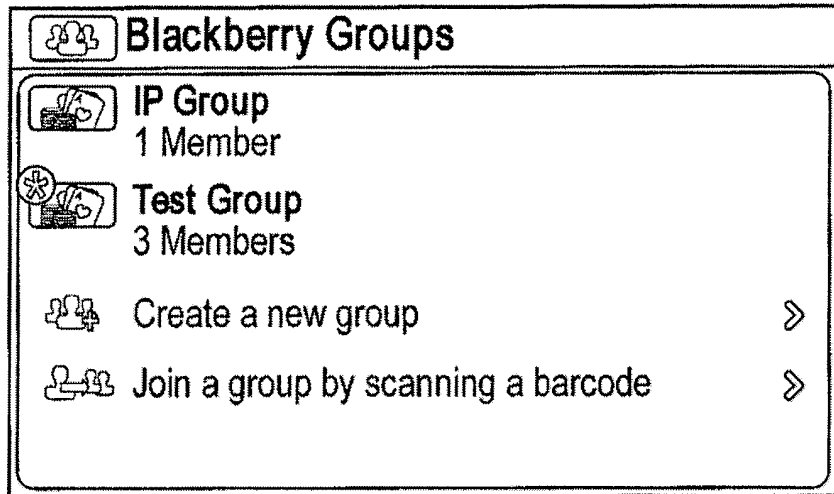 Blackberry Groups
IP Group
1 Member
Test Group
3 Members
Create a new group
Join a group by scanning a barcode